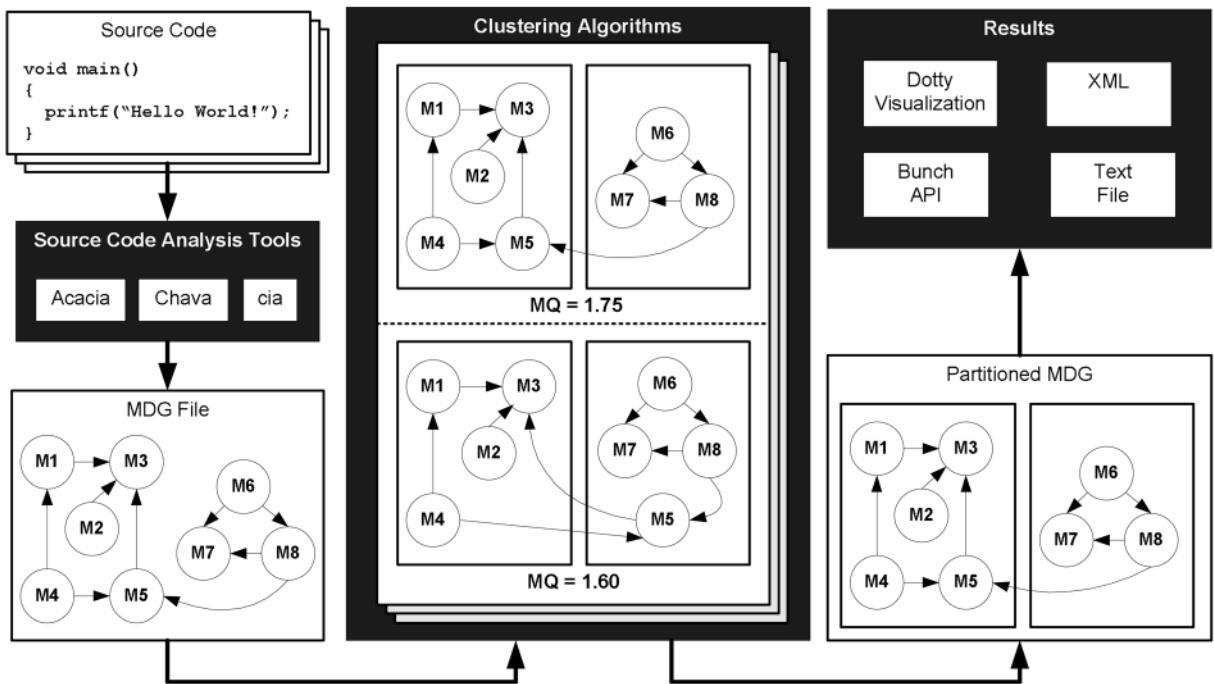 Source Code
void main()
{
printf(“Hello World!”);
}
Source Code Analysis Tools
Acacia
Chava
cia
MDG File
M1
M3
M6
M2
M7
M8
M4
M5
Clustering Algorithms
M1
M3
M6
M2
M7
M8
M4
M5
MQ = 1.75
M1
M3
M6
M2
M7
M8
M4
M5
MQ = 1.60
Results
Dotty
Visualization
XML
Bunch
API
Text
File
Partitioned MDG
M1
M3
M6
M2
M7
M8
M4
M5